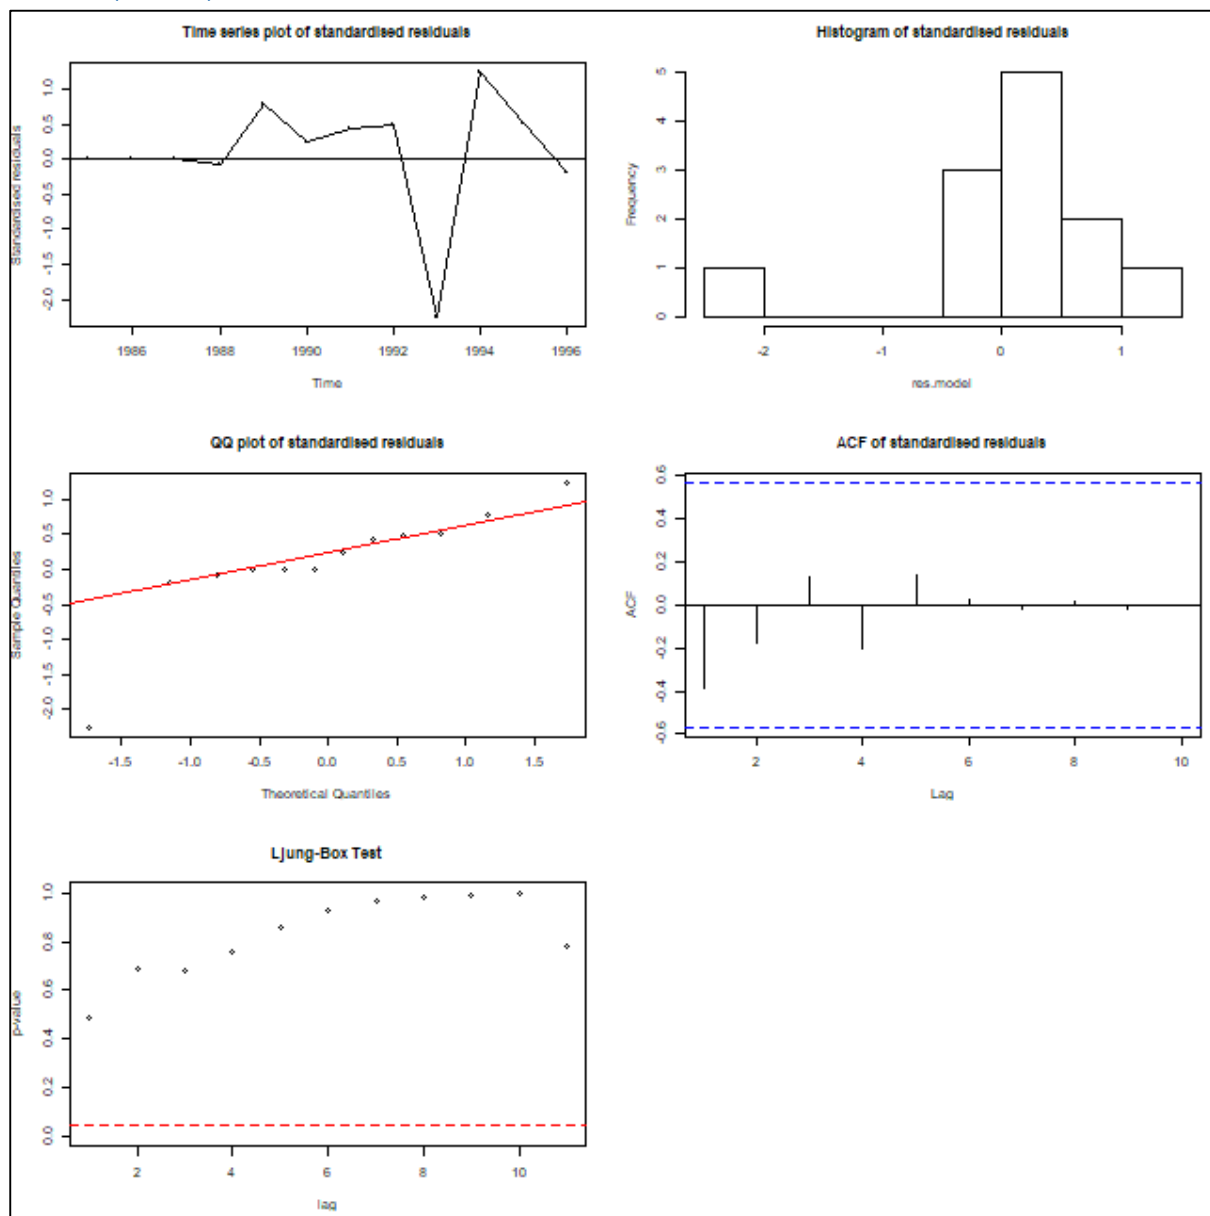 Time series plot of standardised residuals
Standardised residuals
1.0
0.5
0.0
-0.5
-1.0
-1.5
-2.0
1986 1988 1990 1992 1994 1996
Time
Histogram of standardised residuals
Frequency
5
4
3
2
1
0
-2 -1 0 1
res.model
QQ plot of standardised residuals
Sample Quantiles
1.0
0.5
0.0
-0.5
-1.0
-1.5
-2.0
-1.5 -1.0 -0.5 0.0 0.5 1.0 1.5
Theoretical Quantiles
ACF of standardised residuals
ACF
0.6
0.4
0.2
0.0
-0.2
-0.4
-0.6
2 4 6 8 10
Lag
Ljung-Box Test
p-value
1.0
0.8
0.6
0.4
0.2
0.0
2 4 6 8 10
lag